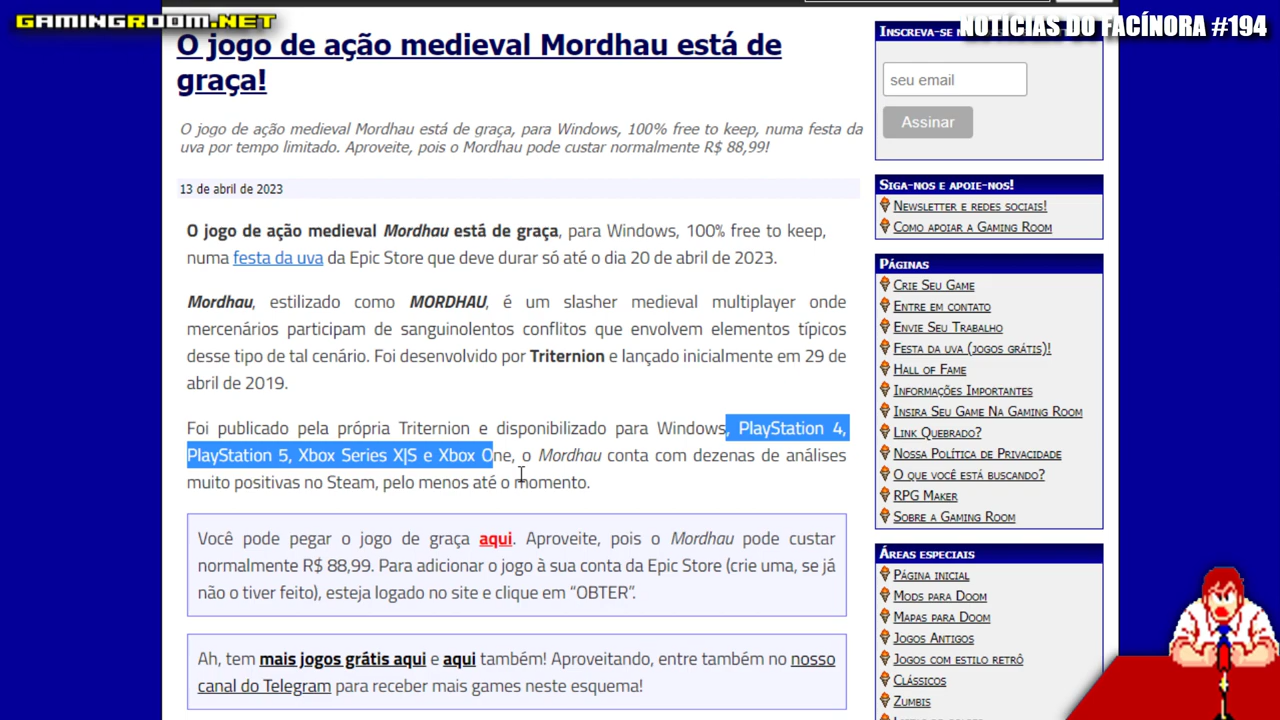 GAMINGROOM.NET
NOTÍCIAS DO FACÍNORA #194
O jogo de ação medieval Mordhau está de
graça!
O jogo de ação medieval Mordhau está de graça, para Windows, 100% free to keep, numa festa da
uva por tempo limitado. Aproveite, pois o Mordhau pode custar normalmente R$ 88,99!
13 de abril de 2023
O jogo de ação medieval Mordhau está de graça, para Windows, 100% free to keep,
numa festa da uva da Epic Store que deve durar só até o dia 20 de abril de 2023.
Mordhau, estilizado como MORDHAU, é um slasher medieval multiplayer onde
mercenários participam de sanguinolentos conflitos que envolvem elementos típicos
desse tipo de tal cenário. Foi desenvolvido por Triternion e lançado inicialmente em 29 de
abril de 2019.
Foi publicado pela própria Triternion e disponibilizado para Windows, PlayStation 4,
PlayStation 5, Xbox Series X|S e Xbox One, o Mordhau conta com dezenas de análises
muito positivas no Steam, pelo menos até o momento.
Você pode pegar o jogo de graça aqui. Aproveite, pois o Mordhau pode custar
normalmente R$ 88,99. Para adicionar o jogo à sua conta da Epic Store (crie uma, se já
não o tiver feito), esteja logado no site e clique em “OBTER”.
Ah, tem mais jogos grátis aqui e aqui também! Aproveitando, entre também no nosso
canal do Telegram para receber mais games neste esquema!
Inscreva-se
seu email
Assinar
Siga-nos e apoie-nos!
Newsletter e redes sociais!
Como apoiar a Gaming Room
Páginas
Crie Seu Game
Entre em contato
Envie Seu Trabalho
Festa da uva (jogos grátis)!
Hall of Fame
Informações Importantes
Insira Seu Game Na Gaming Room
Link Quebrado?
Nossa Política de Privacidade
O que você está buscando?
RPG Maker
Sobre a Gaming Room
Áreas especiais
Página inicial
Mods para Doom
Mapas para Doom
Jogos Antigos
Jogos com estilo retrô
Clássicos
Zumbis